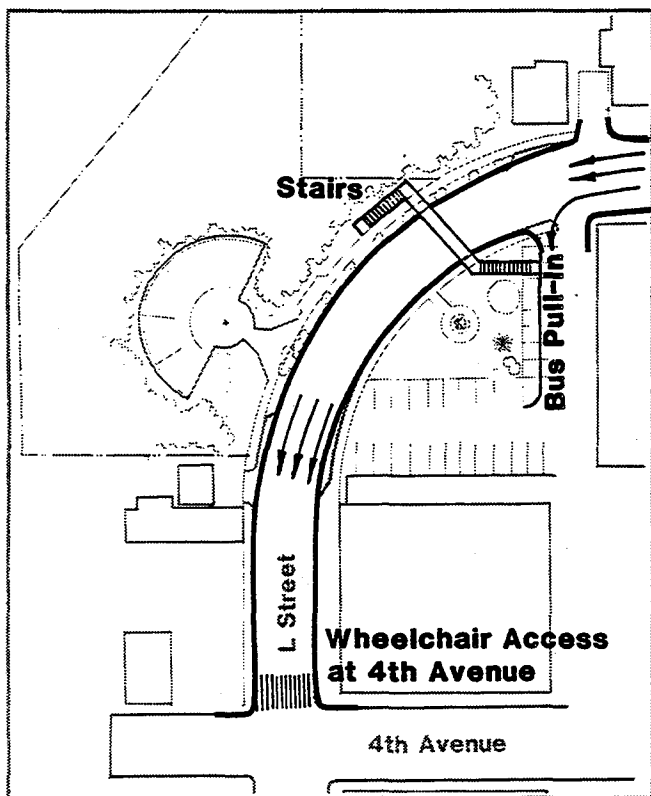 Stairs
Bus Pull-In
L Street
Wheelchair Access
at 4th Avenue
4th Avenue